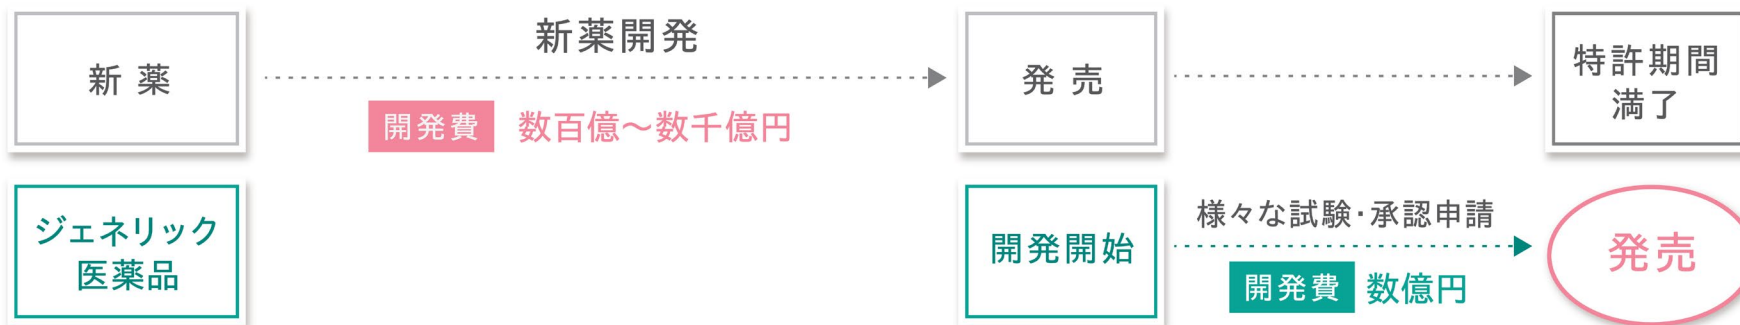 新薬
新薬開発
開発費 数百億～数千億円
発売
特許期間
満了
ジェネリック
医薬品
開発開始
様々な試験・承認申請
開発費 数億円
発売